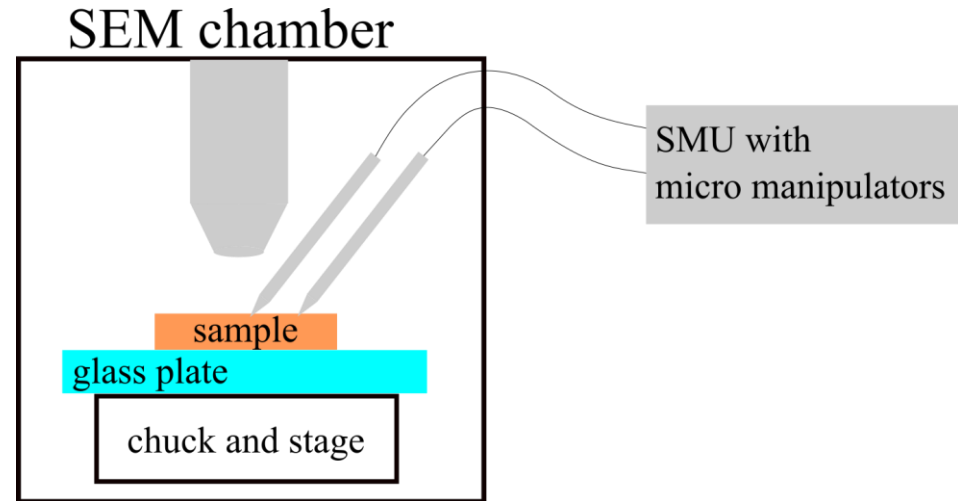 SEM chamber
SMU with
micro manipulators
sample
glass plate
chuck and stage